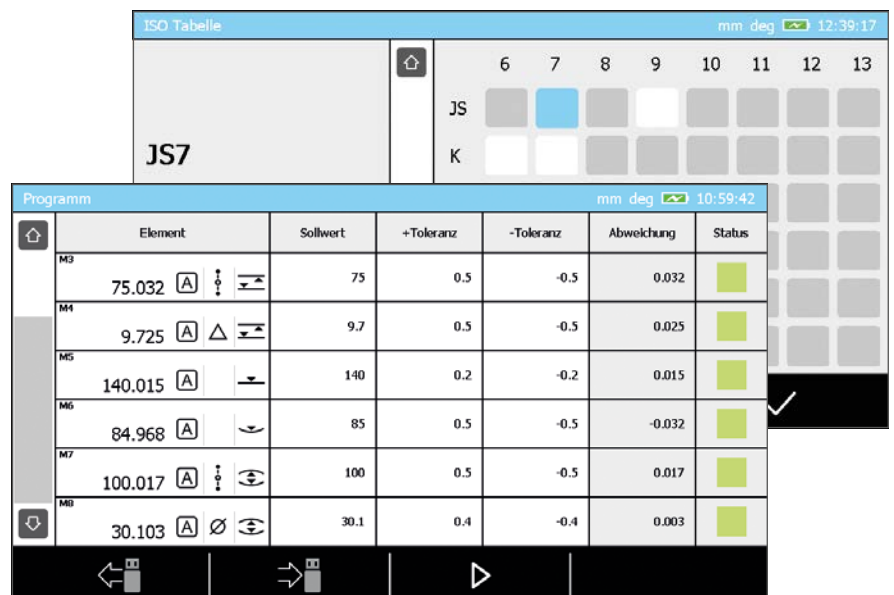 ISO Tabelle mm deg 12:39:17
6 7 8 9 10 11 12 13
JS
JS7
K
Programm mm deg 10:59:42
Element Sollwert +Toleranz -Toleranz Abweichung Status
M3
75.032 A 75 0.5 -0.5 0.032
M4
9.725 A 9.7 0.5 -0.5 0.025
M5
140.015 A 140 0.2 -0.2 0.015
M6
84.968 A 85 0.5 -0.5 -0.032
M7
100.017 A 100 0.5 -0.5 0.017
M8
30.103 A Ø 30.1 0.4 -0.4 0.003